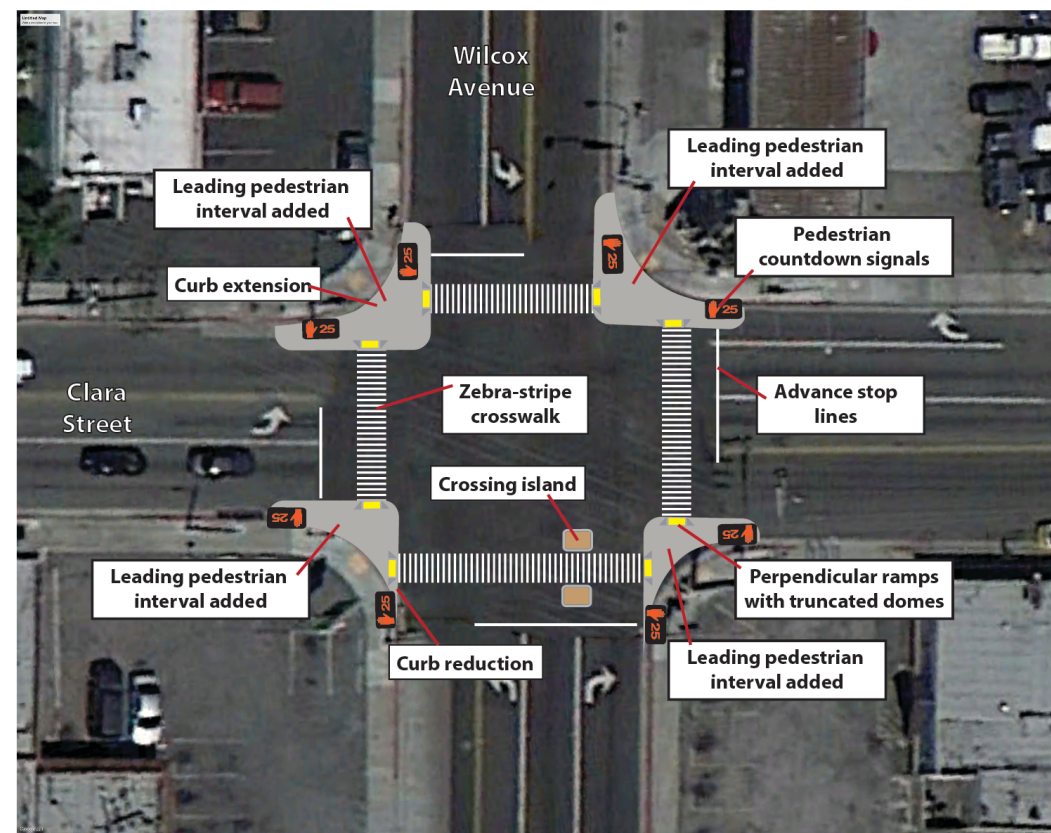 Untitled Map
Wilcox
Avenue
Leading pedestrian
interval added
Leading pedestrian
interval added
Pedestrian
countdown signals
Curb extension
25
25
25
25
Clara
Street
Zebra-stripe
crosswalk
Advance stop
lines
Crossing island
25
25
Leading pedestrian
interval added
Perpendicular ramps
with truncated domes
25
25
Curb reduction
Leading pedestrian
interval added